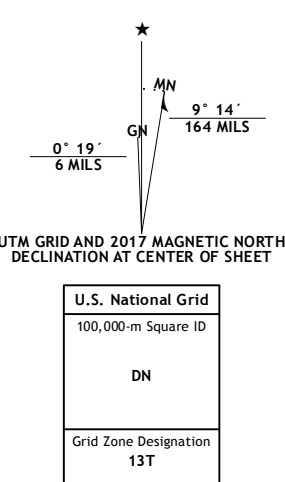 ★
MN
GN
9° 14´
164 MILS
0° 19´
6 MILS
UTM GRID AND 2017 MAGNETIC NORTH
DECLINATION AT CENTER OF SHEET
U.S. National Grid
100,000-m Square ID
DN
Grid Zone Designation
13T